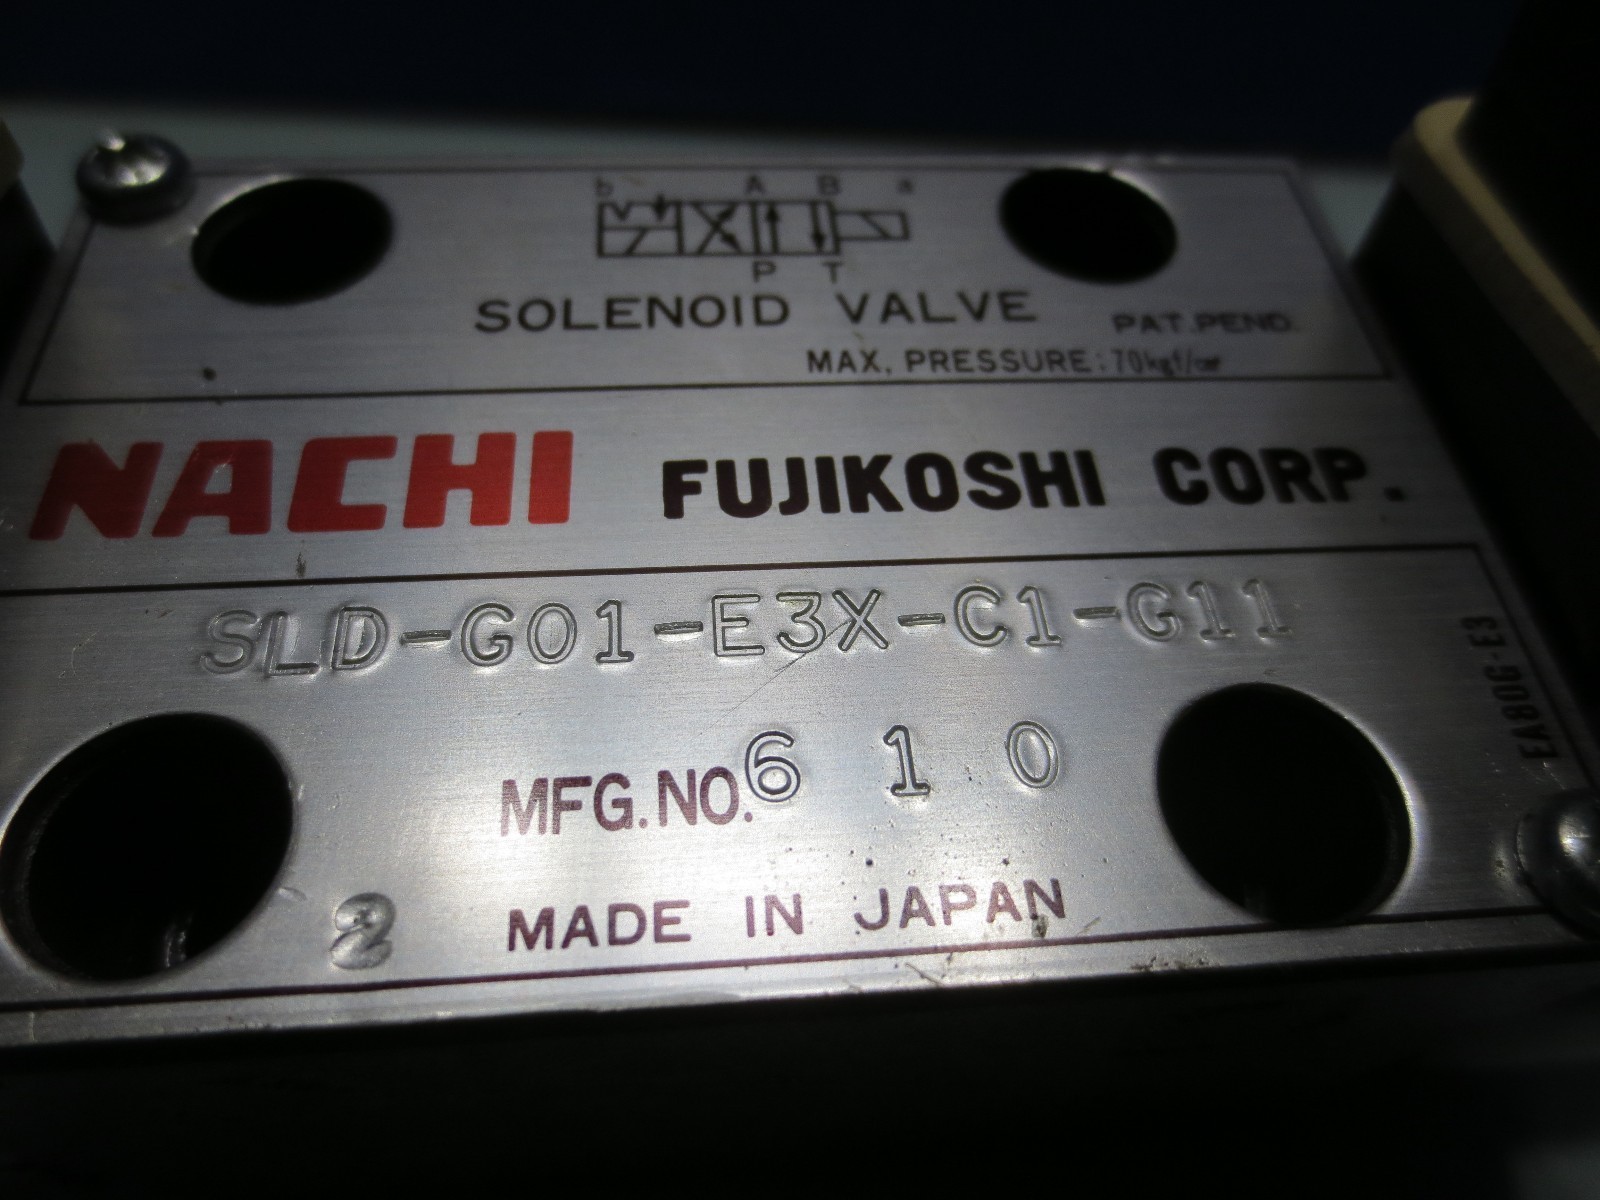 b A B a
P T
SOLENOID VALVE PAT.PEND.
MAX. PRESSURE:70kgf/cm²
NACHI FUJIKOSHI CORP.
SLD-G01-E3X-C1-G11
EA80G-E3
MFG.NO.6 1 0
2 MADE IN JAPAN